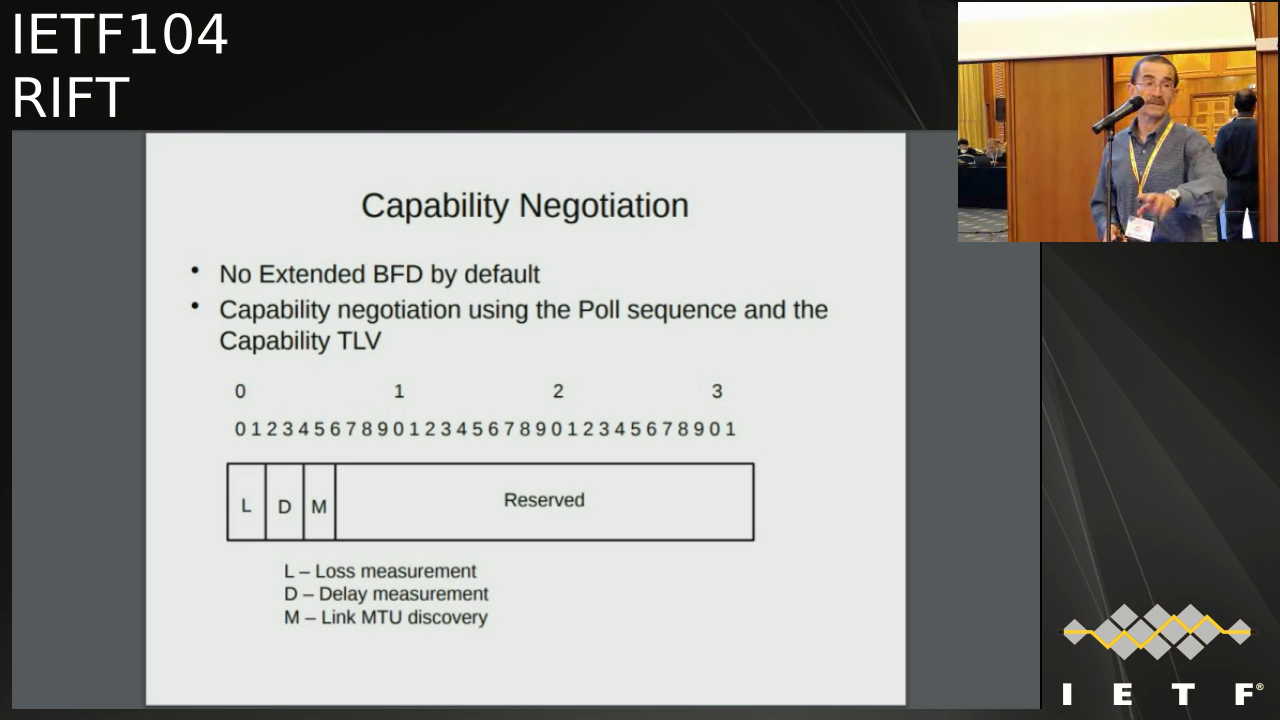 IETF104
RIFT
Capability Negotiation
• No Extended BFD by default
• Capability negotiation using the Poll sequence and the
Capability TLV
0 1 2 3
0 1 2 3 4 5 6 7 8 9 0 1 2 3 4 5 6 7 8 9 0 1 2 3 4 5 6 7 8 9 0 1
L D M Reserved
L – Loss measurement
D – Delay measurement
M – Link MTU discovery
I E T F®